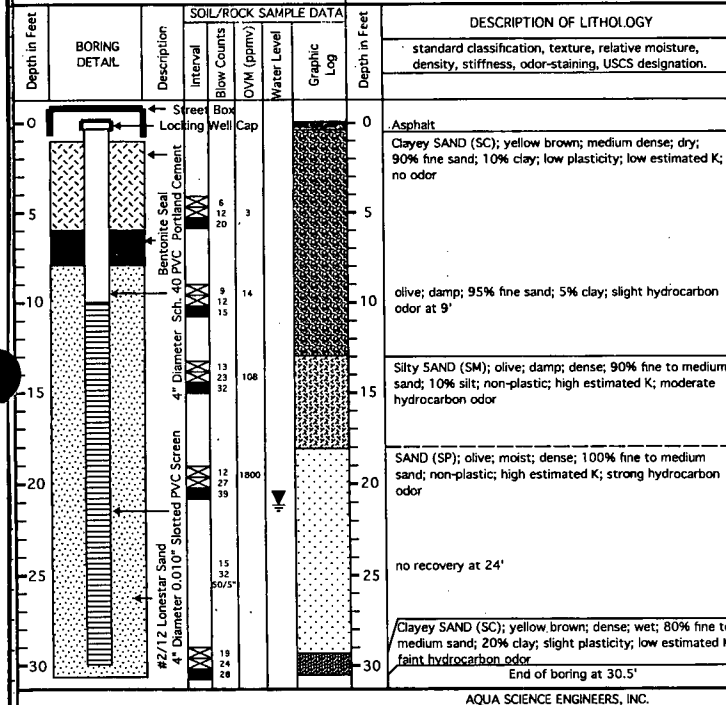 SOIL/ROCK SAMPLE DATA
Depth in Feet
BORING
DETAIL
Description
Interval
Blow Counts
OVM (ppmv)
Water Level
Graphic
Log
Depth in Feet
DESCRIPTION OF LITHOLOGY
standard classification, texture, relative moisture,
density, stiffness, odor-staining, USCS designation.
Street Box
Locking Well Cap
0
5
10
15
20
25
30
#2/12 Lonestar Sand
Bentonite Seal
Portland Cement
4" Diameter 0.010" Slotted PVC Screen
4" Diameter Sch. 40 PVC
6
12
20
3
9
12
15
14
13
23
32
108
12
27
39
1800
15
32
50/5"
19
24
28
0
5
10
15
20
25
30
Asphalt
Clayey SAND (SC); yellow brown; medium dense; dry;
90% fine sand; 10% clay; low plasticity; low estimated K;
no odor
olive; damp; 95% fine sand; 5% clay; slight hydrocarbon
odor at 9'
Silty SAND (SM); olive; damp; dense; 90% fine to medium
sand; 10% silt; non-plastic; high estimated K; moderate
hydrocarbon odor
SAND (SP); olive; moist; dense; 100% fine to medium
sand; non-plastic; high estimated K; strong hydrocarbon
odor
no recovery at 24'
Clayey SAND (SC); yellow brown; dense; wet; 80% fine to
medium sand; 20% clay; slight plasticity; low estimated K
faint hydrocarbon odor
End of boring at 30.5'
AQUA SCIENCE ENGINEERS, INC.